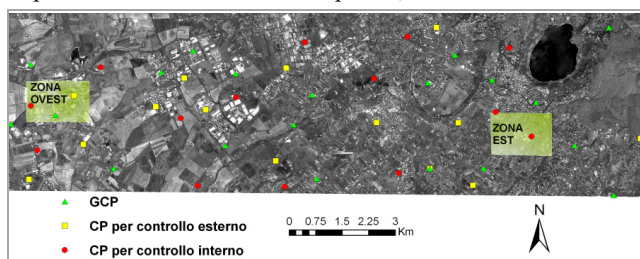 ZONA
OVEST
ZONA
EST
GCP
CP per controllo esterno
CP per controllo interno
0 0.75 1.5 2.25 3
Km
N